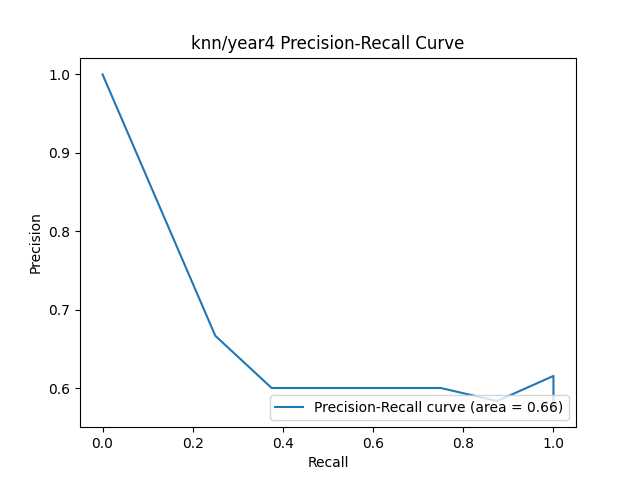 knn/year4 Precision-Recall Curve
1.0
0.9
0.8
0.7
0.6
Precision
Precision-Recall curve (area = 0.66)
0.0 0.2 0.4 0.6 0.8 1.0
Recall